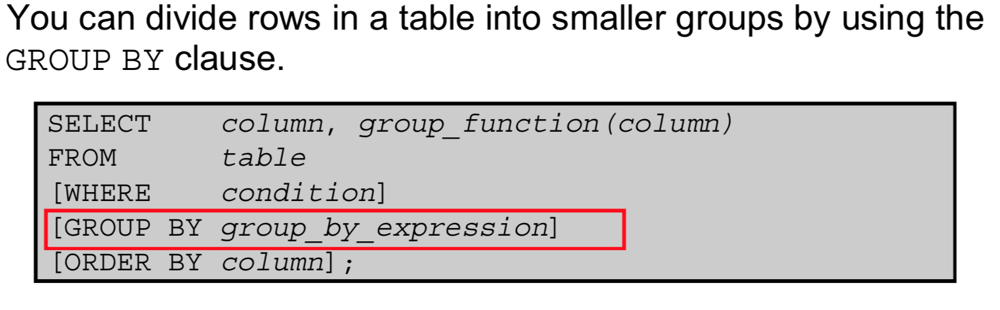 You can divide rows in a table into smaller groups by using the
GROUP BY clause.
SELECT column, group_function(column)
FROM table
[WHERE condition]
[GROUP BY group_by_expression]
[ORDER BY column];